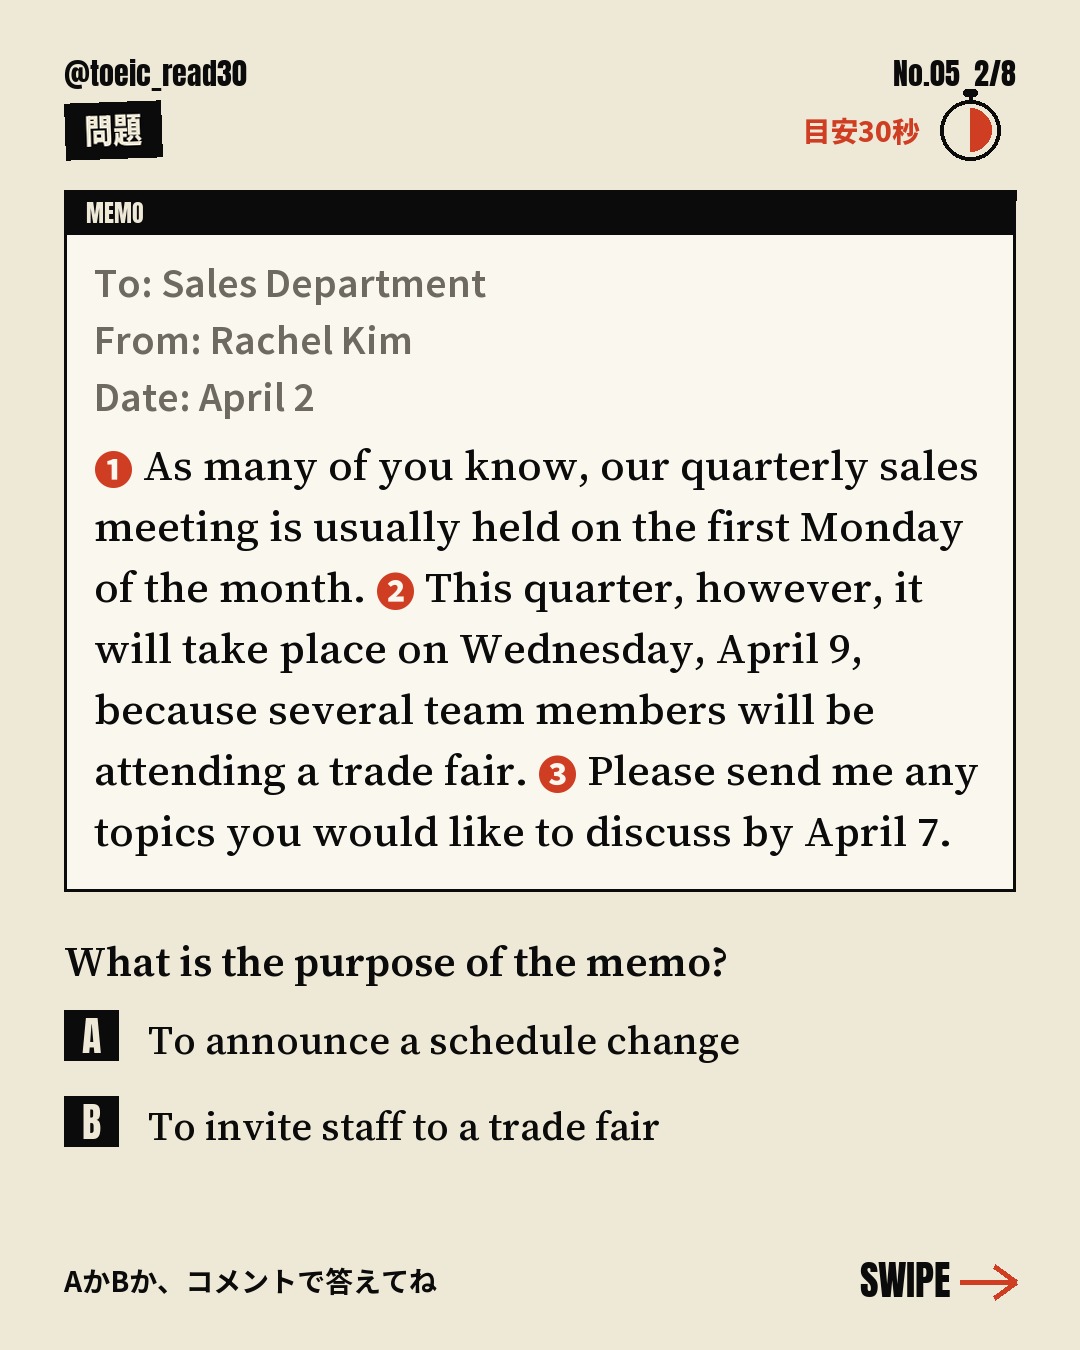 @toeic_read30
No.05 2/8
問題
目安30秒
MEMO
To: Sales Department
From: Rachel Kim
Date: April 2
❶ As many of you know, our quarterly sales
meeting is usually held on the first Monday
of the month. ❷ This quarter, however, it
will take place on Wednesday, April 9,
because several team members will be
attending a trade fair. ❸ Please send me any
topics you would like to discuss by April 7.
What is the purpose of the memo?
A To announce a schedule change
B To invite staff to a trade fair
AかBか、コメントで答えてね
SWIPE